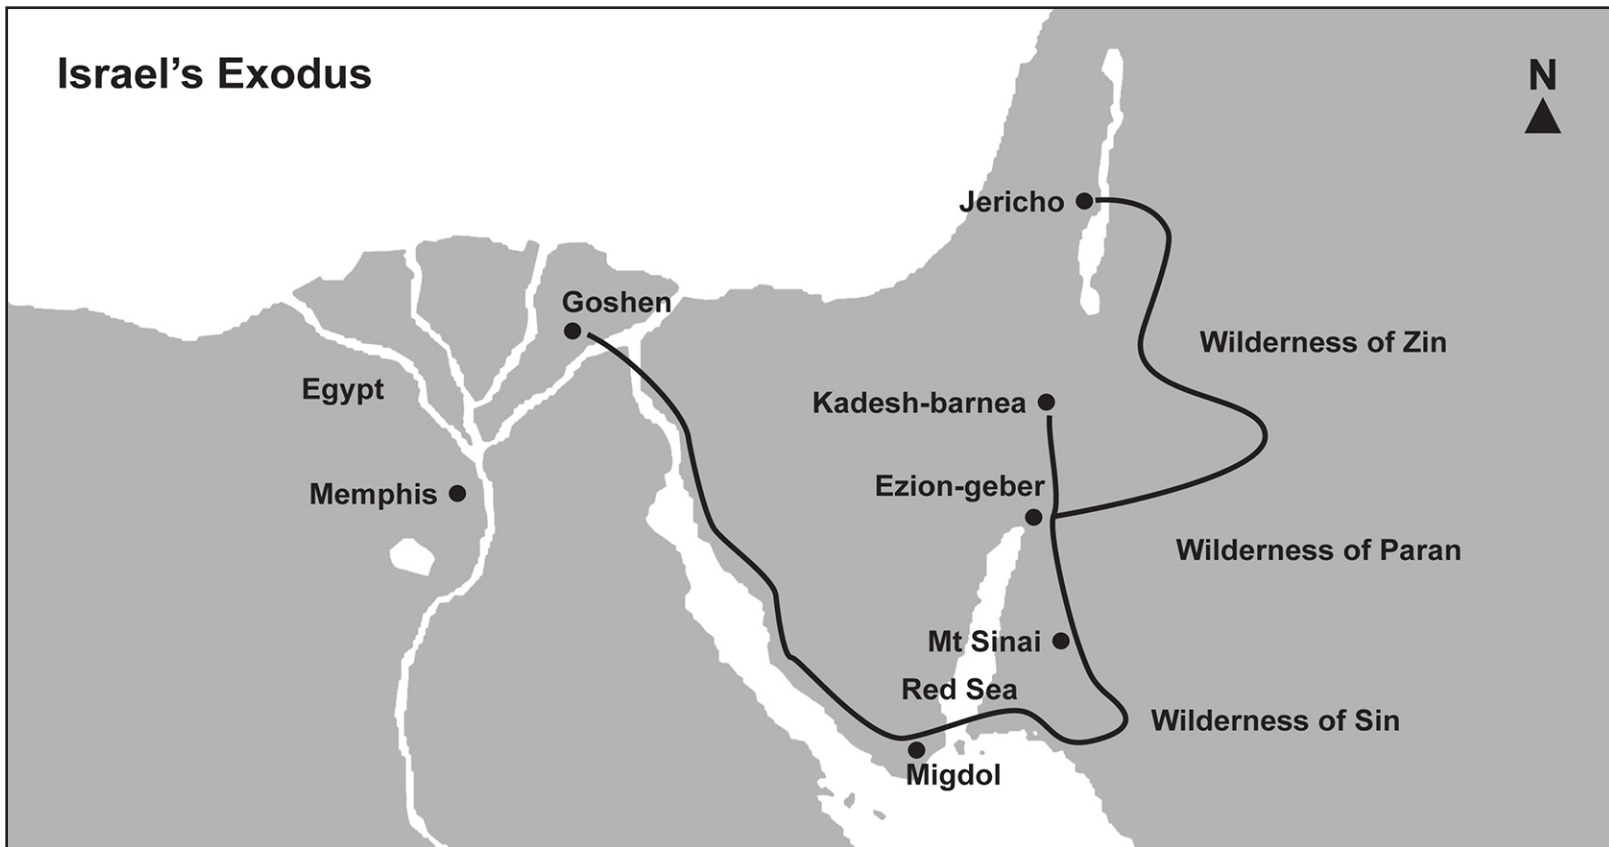 Israel’s Exodus
N
Jericho
Goshen
Wilderness of Zin
Egypt
Kadesh-barnea
Ezion-geber
Memphis
Wilderness of Paran
Mt Sinai
Red Sea
Wilderness of Sin
Migdol